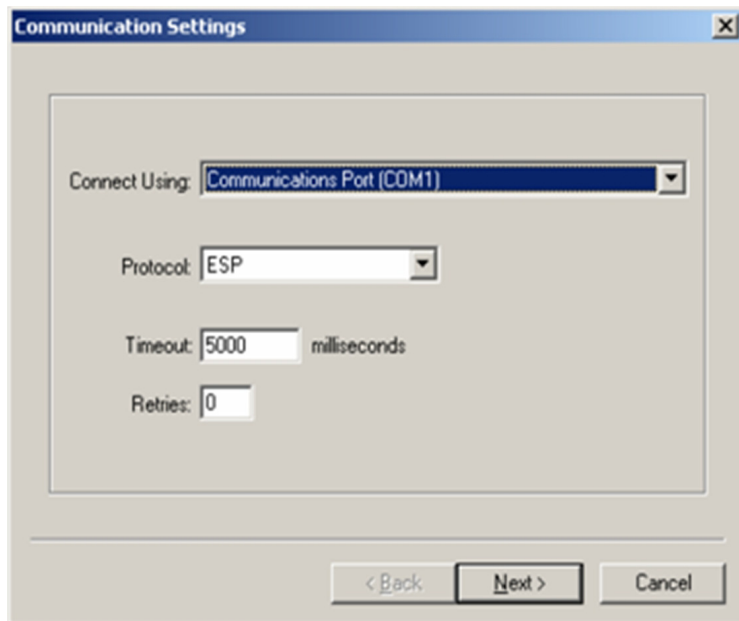 Communication Settings
Connect Using: Communications Port (COM1)
Protocol: ESP
Timeout: 5000 milliseconds
Retries: 0
< Back Next > Cancel